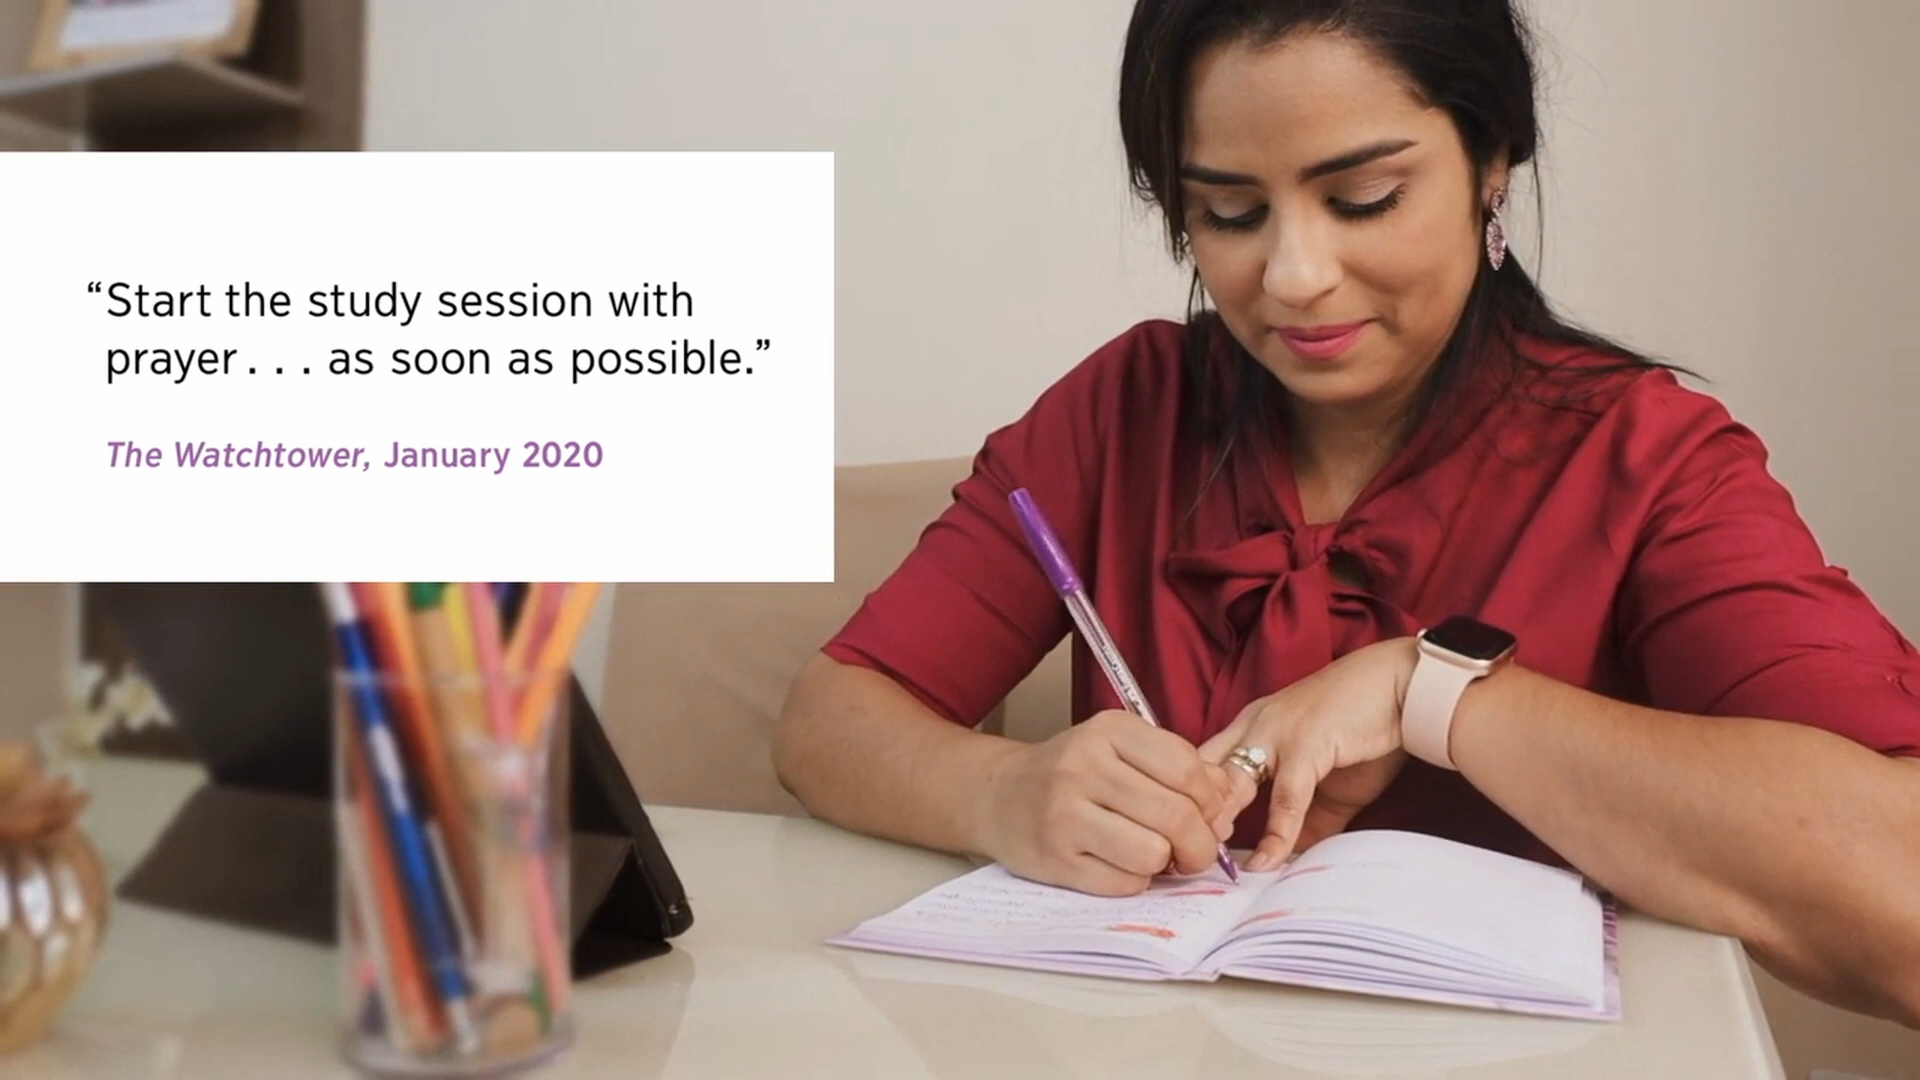 “Start the study session with
prayer . . . as soon as possible.”
The Watchtower, January 2020